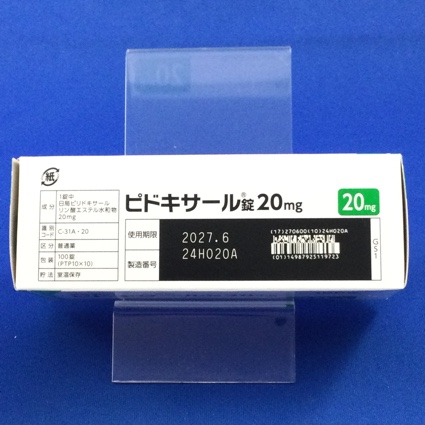 紙
成分
1錠中
日局ピリドキサール
リン酸エステル水和物
20mg
識別
コード
C-31A・20
区分
普通薬
包装
100錠
(PTP10×10)
貯法
室温保存
ピドキサール®錠20mg
20mg
使用期限
2027.6
製造番号
24H020A
(17)270600(10)24H020A
(01)14987925119723
G51